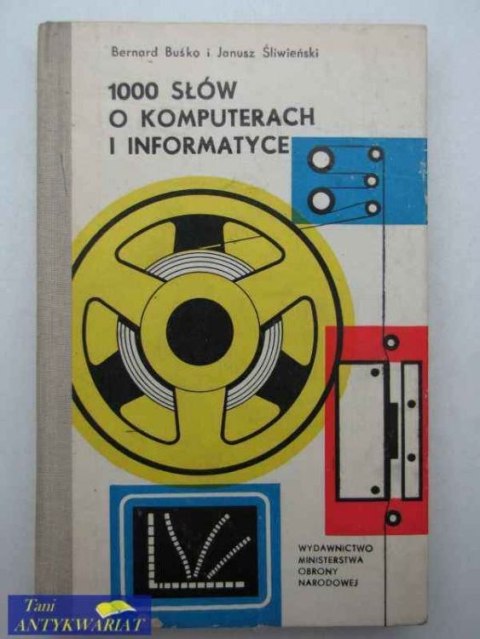 Bernard Buśko i Janusz Śliwieński
1000 SŁÓW
O KOMPUTERACH
I INFORMATYCE
WYDAWNICTWO
MINISTERSTWA
OBRONY
NARODOWEJ
Tani
ANTYKWARIAT